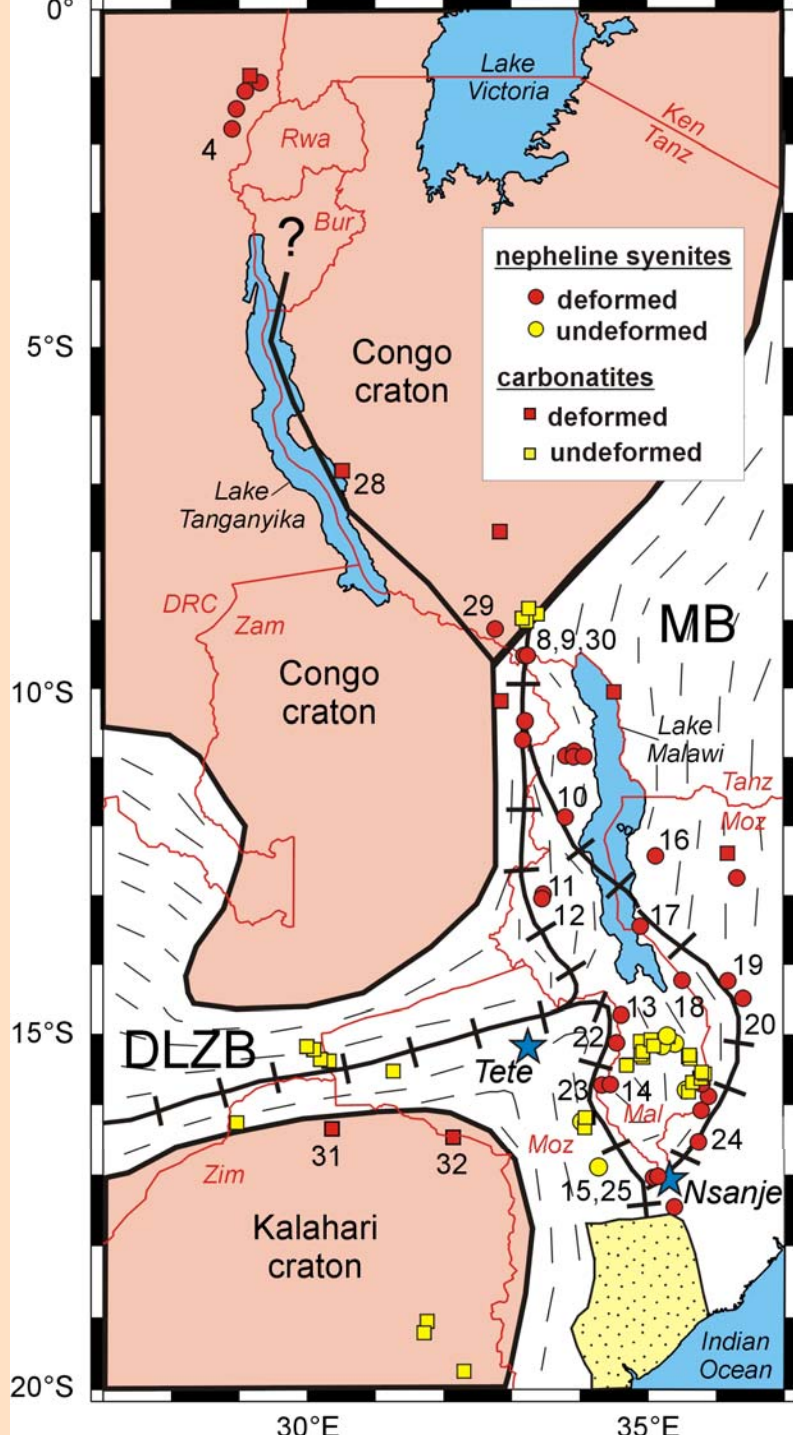 0°
Lake
Victoria
Ken
Tanz
Rwa
4
Bur
?
nepheline syenites
deformed
undeformed
carbonatites
deformed
undeformed
5°S
Congo
craton
28
Lake
Tanganyika
DRC
Zam
29
8,9,30
MB
Congo
craton
10°S
Lake
Malawi
Tanz
Moz
10
16
11
12
17
19
13
18
20
15°S
DLZB
Tete
22
23
14
Mal
Moz
24
31
32
Zim
15,25
Nsanje
Kalahari
craton
Indian
Ocean
20°S
30°E
35°E